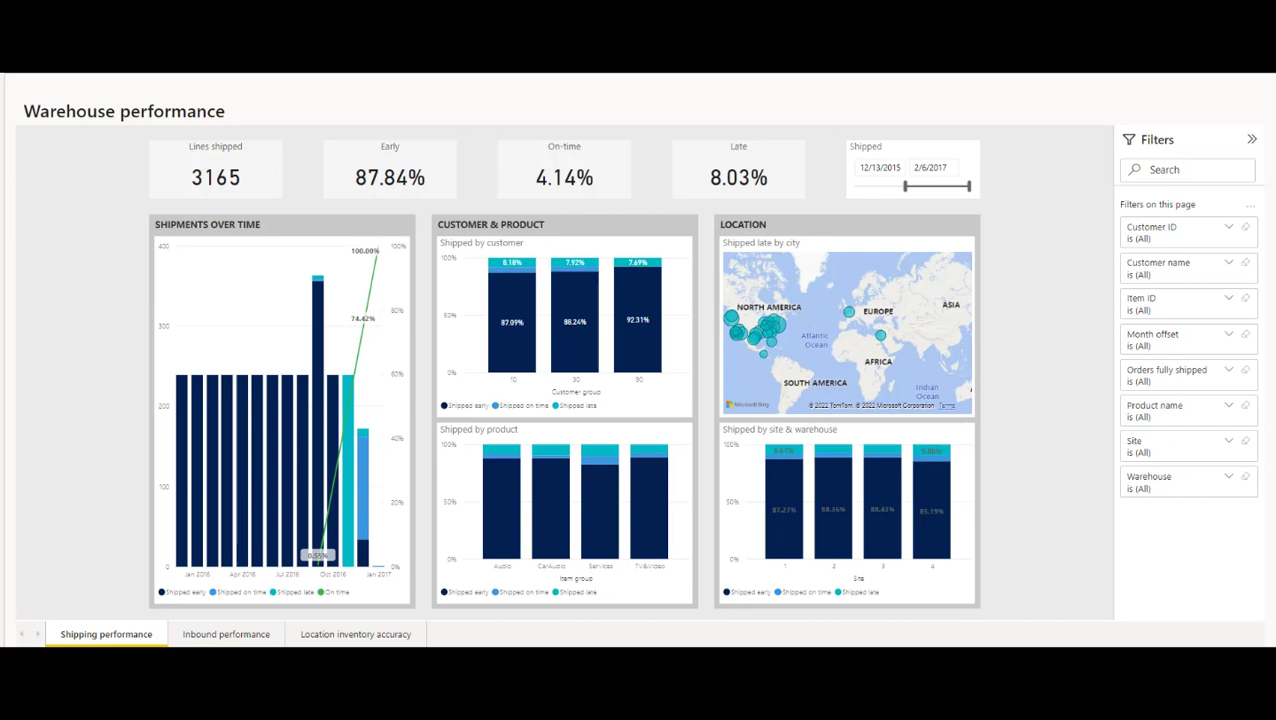 Warehouse performance
Lines shipped
3165
Early
87.84%
On-time
4.14%
Late
8.03%
Shipped
12/13/2015 2/6/2017
SHIPMENTS OVER TIME
400
300
200
100
0
100%
80%
60%
40%
20%
0%
100.00%
74.42%
0.55%
Jan 2016 Apr 2016 Jul 2016 Oct 2016 Jan 2017
Shipped early Shipped on time Shipped late On time
CUSTOMER & PRODUCT
Shipped by customer
100%
50%
0%
8.18% 7.92% 7.69%
87.09% 88.24% 92.31%
10 30 90
Customer group
Shipped early Shipped on time Shipped late
Shipped by product
100%
50%
0%
Audio CarAudio Services TV&Video
Item group
Shipped early Shipped on time Shipped late
LOCATION
Shipped late by city
NORTH AMERICA
EUROPE
ASIA
Atlantic
Ocean
AFRICA
SOUTH AMERICA
Indian
Ocean
Microsoft Bing
© 2022 TomTom, © 2022 Microsoft Corporation Terms
Shipped by site & warehouse
100%
50%
0%
87.27% 88.36% 88.43% 85.19%
1 2 3 4
Site
Shipped early Shipped on time Shipped late
Filters
Search
Filters on this page
Customer ID
is (All)
Customer name
is (All)
Item ID
is (All)
Month offset
is (All)
Orders fully shipped
is (All)
Product name
is (All)
Site
is (All)
Warehouse
is (All)
Shipping performance Inbound performance Location inventory accuracy